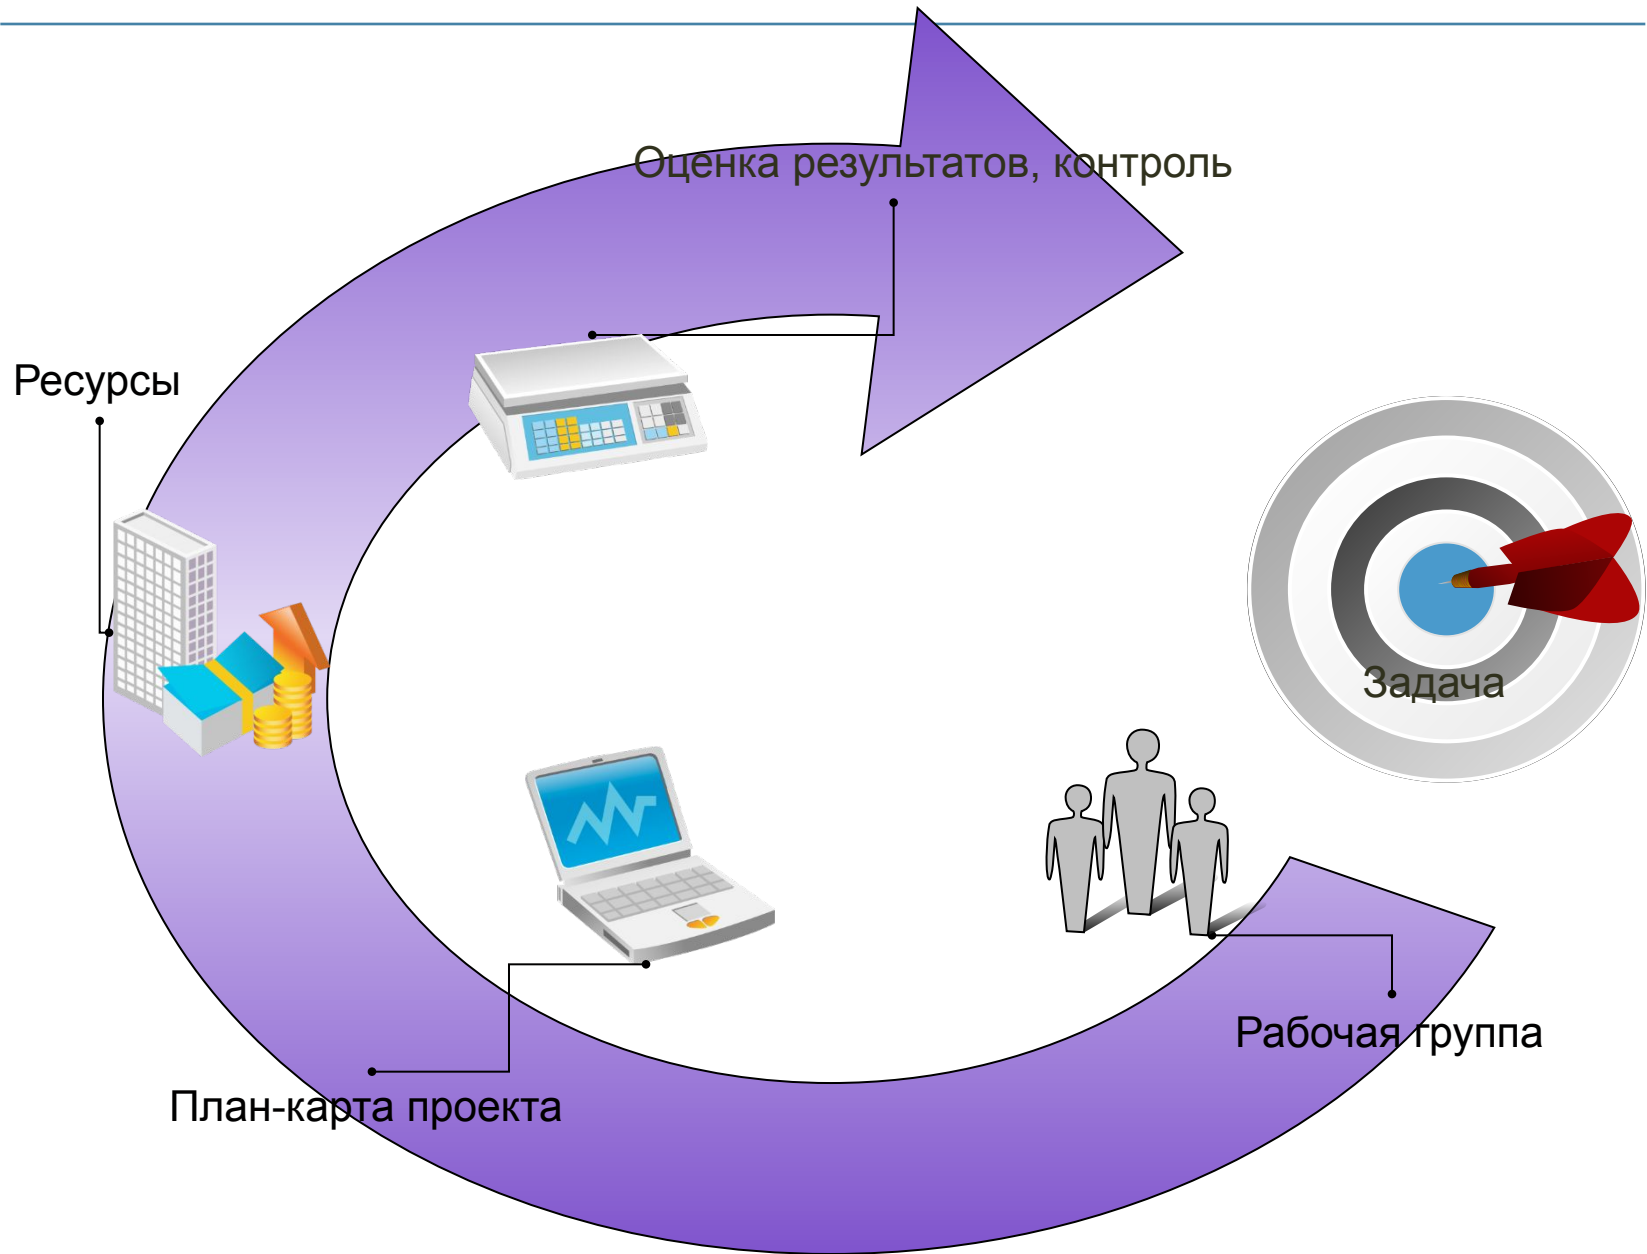 Оценка результатов, контроль
Ресурсы
Задача
Рабочая группа
План-карта проекта